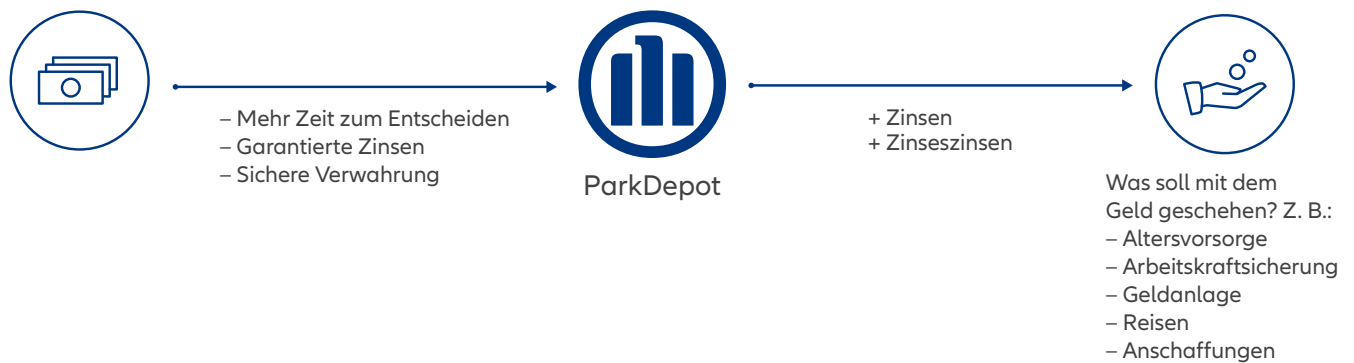 – Mehr Zeit zum Entscheiden
– Garantierte Zinsen
– Sichere Verwahrung
ParkDepot
+ Zinsen
+ Zinseszinsen
Was soll mit dem
Geld geschehen? Z. B.:
– Altersvorsorge
– Arbeitskraftsicherung
– Geldanlage
– Reisen
– Anschaffungen